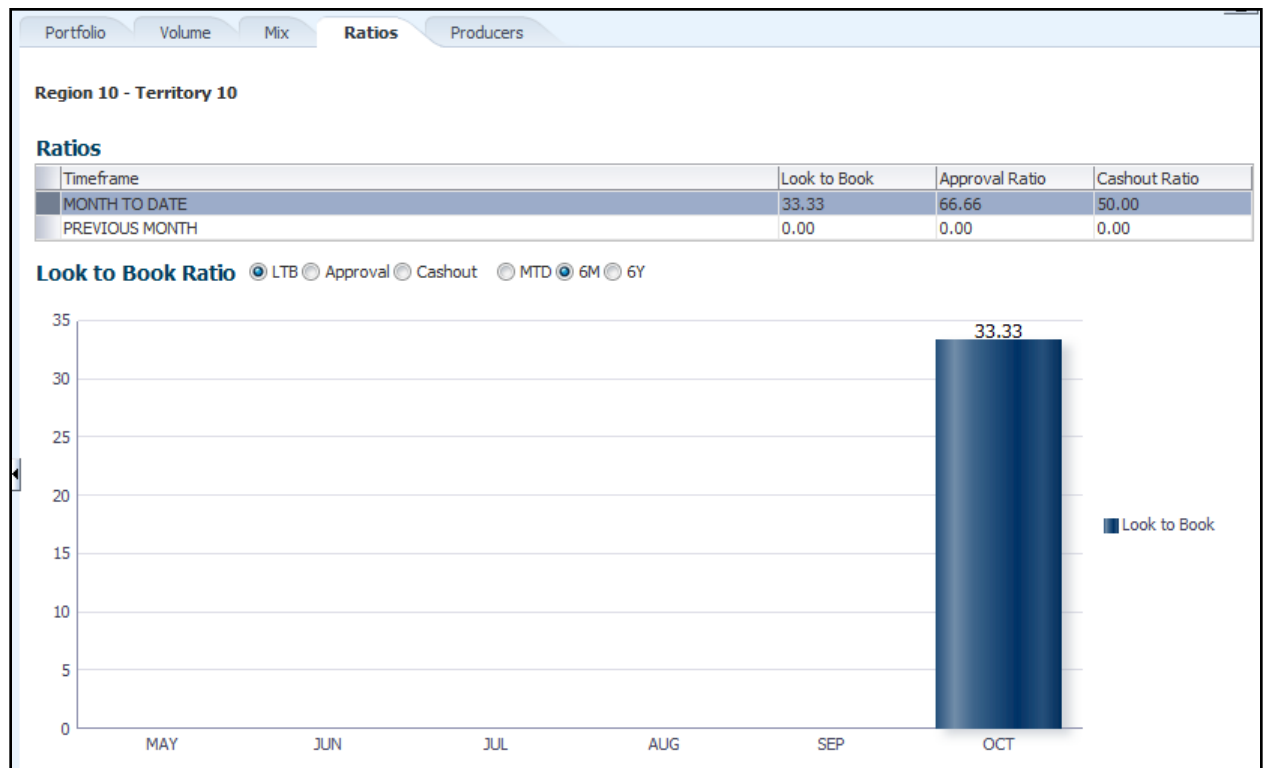 Portfolio Volume Mix Ratios Producers
Region 10 - Territory 10
Ratios
Timeframe Look to Book Approval Ratio Cashout Ratio
MONTH TO DATE 33.33 66.66 50.00
PREVIOUS MONTH 0.00 0.00 0.00
Look to Book Ratio LTB Approval Cashout MTD 6M 6Y
35
33.33
30
25
20
Look to Book
15
10
5
0
MAY JUN JUL AUG SEP OCT